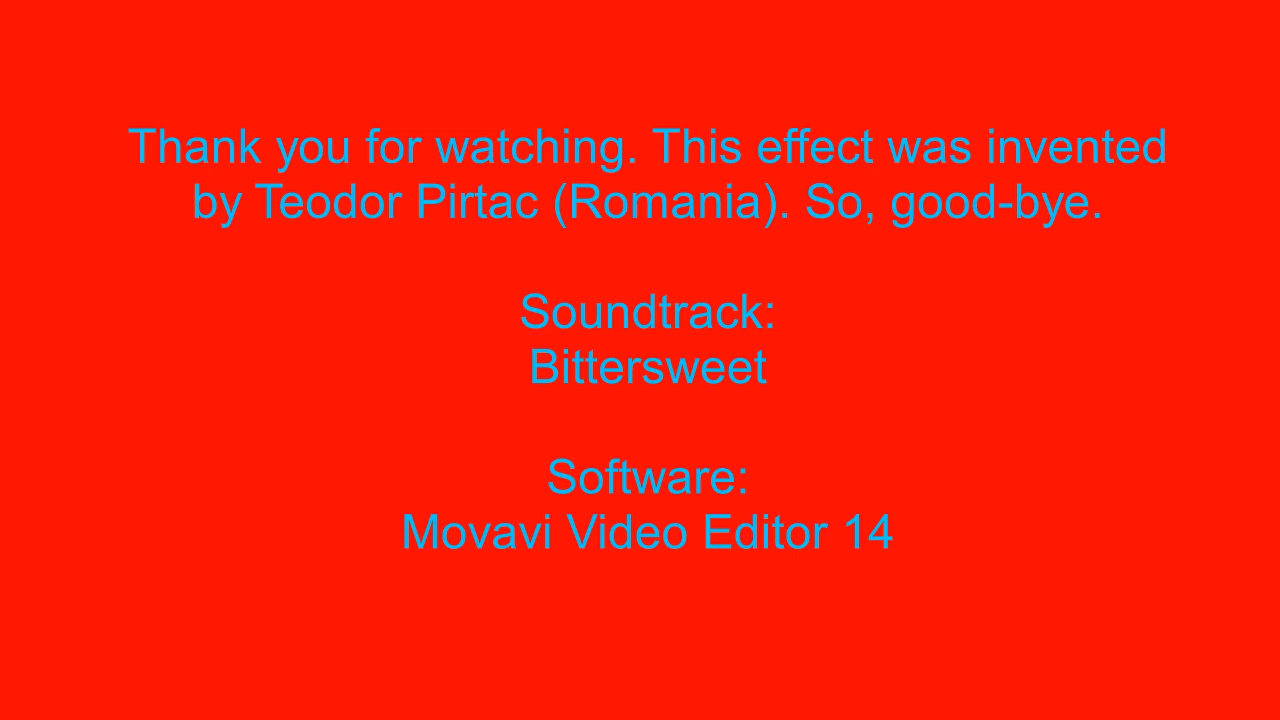 Thank you for watching. This effect was invented
by Teodor Pirtac (Romania). So, good-bye.
Soundtrack:
Bittersweet
Software:
Movavi Video Editor 14